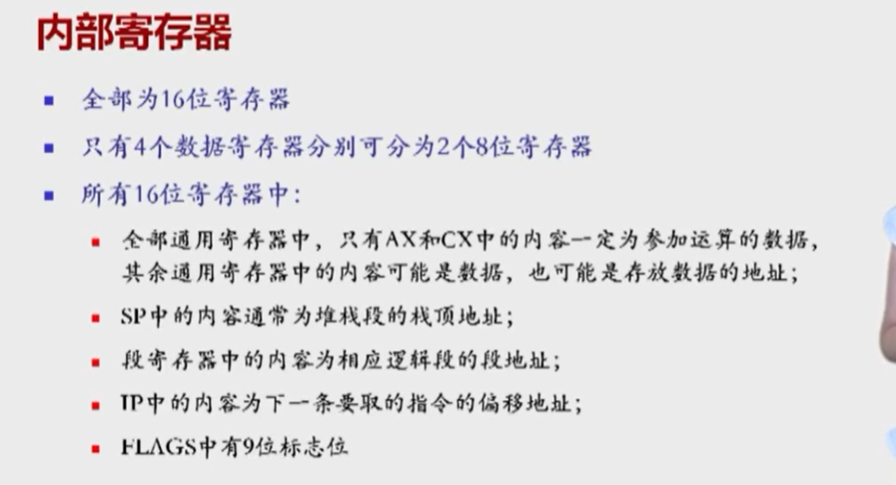 内部寄存器
全部为16位寄存器
只有4个数据寄存器分别可分为2个8位寄存器
所有16位寄存器中：
全部通用寄存器中，只有AX和CX中的内容一定为参加运算的数据，
其余通用寄存器中的内容可能是数据，也可能是存放数据的地址；
SP中的内容通常为堆栈段的栈顶地址；
段寄存器中的内容为相应逻辑段的段地址；
IP中的内容为下一条要取的指令的偏移地址；
FLAGS中有9位标志位